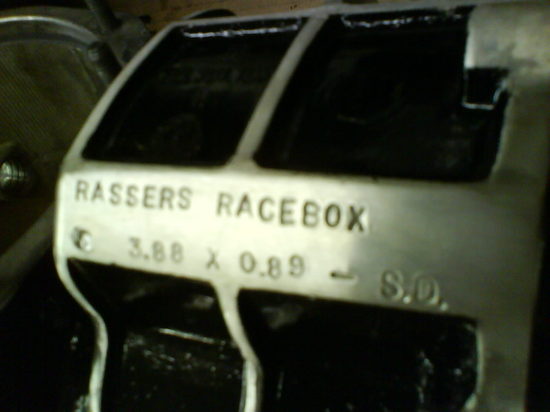 RASSERS RACEBOX
3.88 X 0.89 - S.D.